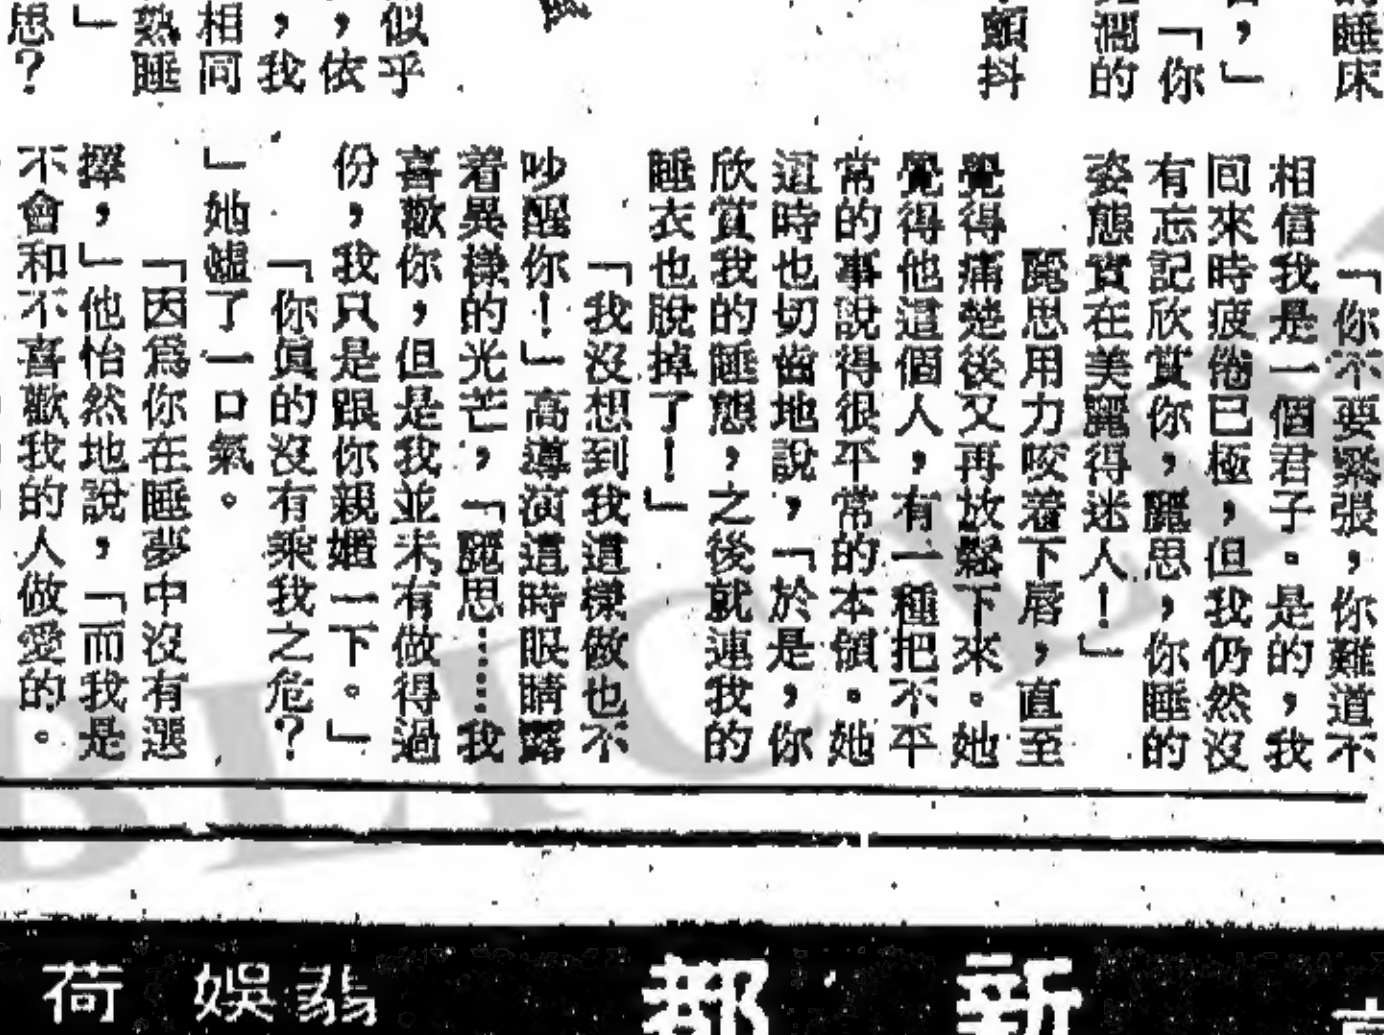 睡床
」
「你
的
顫抖
似乎
，依
，我
相同
熟睡
」
思？
「你不要緊張，你難道不
相信我是一個君子。是的，我
回來時疲倦已極，但我仍然沒
有忘記欣賞你，麗思，你睡的
姿態實在美麗得迷人！」
麗思用力咬着下唇，直至
覺得痛楚後又再放鬆下來。她
覺得他這個人，有一種把不平
常的事說得很平常的本領。她
這時也切齒地說，「於是，你
欣賞我的睡態，之後就連我的
睡衣也脫掉了！」
「我沒想到我這樣做也不
吵醒你！」高導演這時眼睛露
着異樣的光芒，「麗思……我
喜歡你，但是我並未有做得過
份，我只是跟你親嫟一下。」
「你眞的沒有乘我之危？
」她噓了一口氣。
「因爲你在睡夢中沒有選
擇，」他怡然地說，「而我是
不會和不喜歡我的人做愛的。
新 都
翡 娛 荷